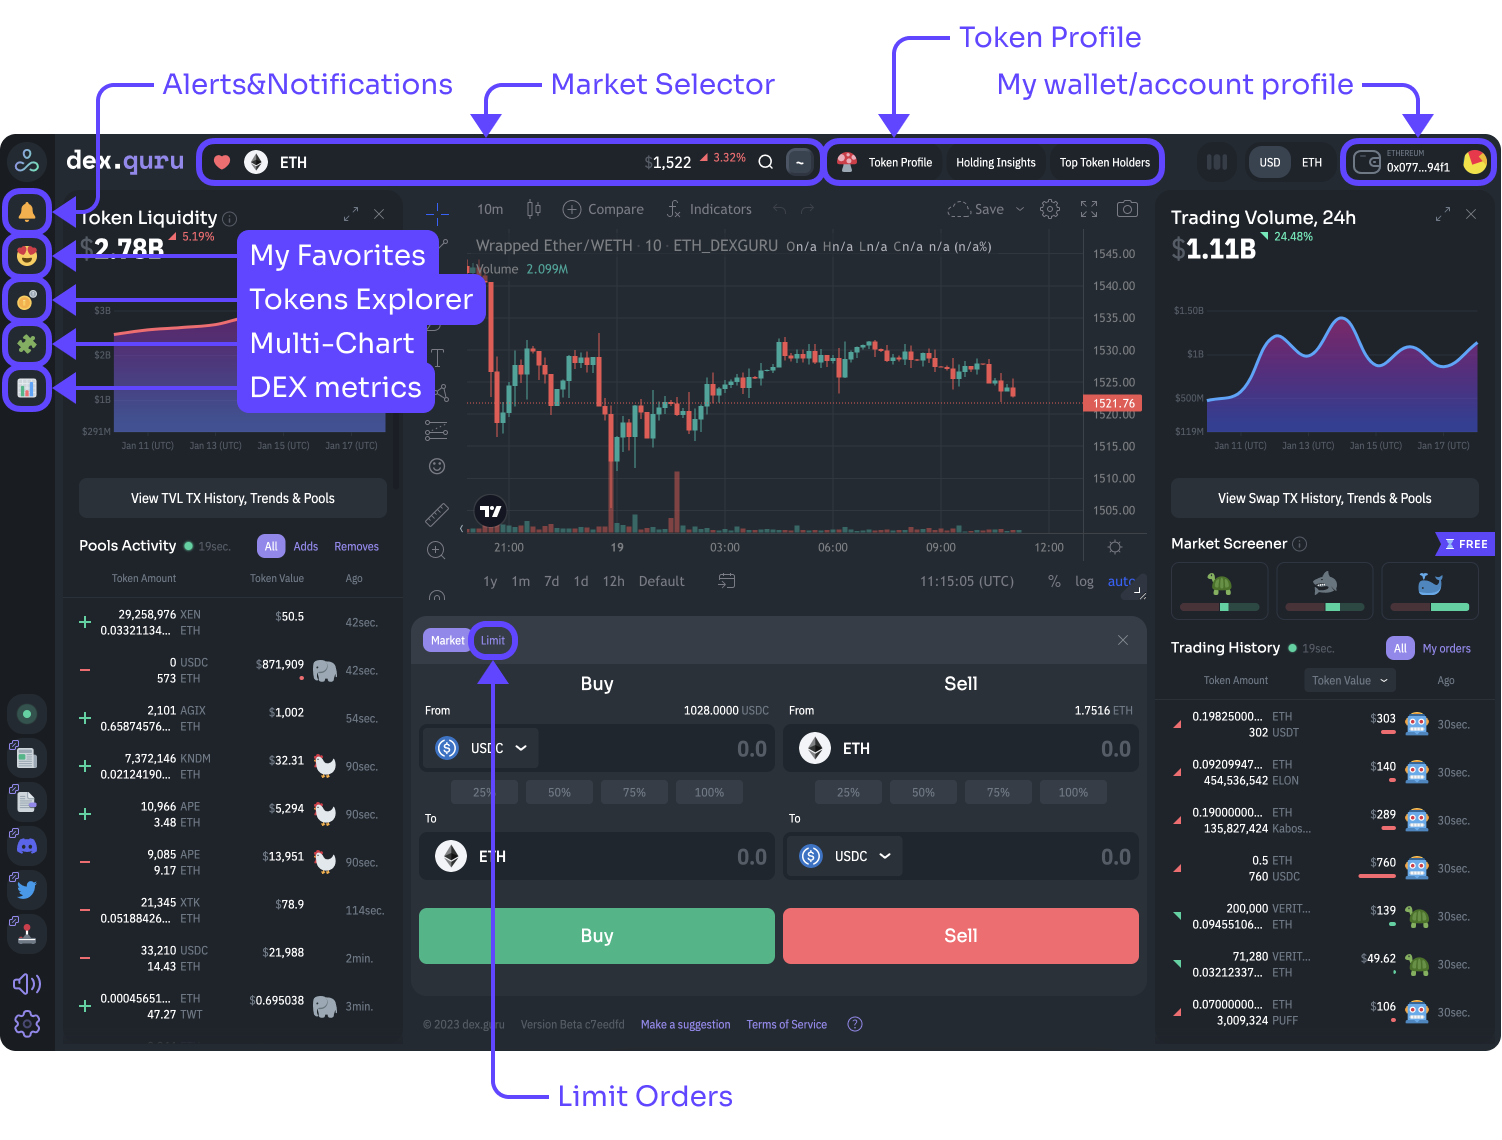 Token Profile
Alerts&Notifications
Market Selector
My wallet/account profile
dex.guru
ETH
$1,522
3.32%
~
Token Profile
Holding Insights
Top Token Holders
USD
ETH
ETHEREUM
0x077...94f1
Token Liquidity
$2.78B
5.19%
My Favorites
Tokens Explorer
Multi-Chart
DEX metrics
$3B
$2B
$1B
$291M
Jan 11 (UTC)
Jan 13 (UTC)
Jan 15 (UTC)
Jan 17 (UTC)
View TVL TX History, Trends & Pools
Pools Activity
19sec.
All
Adds
Removes
Token Amount
Token Value
Ago
29,258,976 XEN
0.03321134... ETH
$50.5
42sec.
0 USDC
573 ETH
$871,909
42sec.
2,101 AGIX
0.65874576... ETH
$1,002
54sec.
7,372,146 KNDM
0.02124190... ETH
$32.31
90sec.
10,966 APE
3.48 ETH
$5,294
90sec.
9,085 APE
9.17 ETH
$13,951
90sec.
21,345 XTK
0.05188426... ETH
$78.9
114sec.
33,210 USDC
14.43 ETH
$21,988
2min.
0.00045651... ETH
47.27 TWT
$0.695038
3min.
10m
Compare
Indicators
Save
Wrapped Ether/WETH · 10 · ETH_DEXGURU On/a Hn/a Ln/a Cn/a n/a (n/a%)
Volume 2.099M
1545.00
1540.00
1535.00
1530.00
1525.00
1521.76
1520.00
1515.00
1510.00
1505.00
21:00
19
03:00
06:00
09:00
12:00
1y
1m
7d
1d
12h
Default
11:15:05 (UTC)
%
log
auto
Market
Limit
Buy
From
1028.0000 USDC
USDC
0.0
25%
50%
75%
100%
To
ETH
0.0
Buy
Sell
From
1.7516 ETH
ETH
0.0
25%
50%
75%
100%
To
USDC
0.0
Sell
© 2023 dex.guru
Version Beta c7eedfd
Make a suggestion
Terms of Service
Trading Volume, 24h
$1.11B
24.48%
$1.50B
$1B
$500M
$119M
Jan 11 (UTC)
Jan 13 (UTC)
Jan 15 (UTC)
Jan 17 (UTC)
View Swap TX History, Trends & Pools
Market Screener
FREE
Trading History
19sec.
All
My orders
Token Amount
Token Value
Ago
0.19825000... ETH
302 USDT
$303
30sec.
0.09209947... ETH
454,536,542 ELON
$140
30sec.
0.19000000... ETH
135,827,424 Kabos...
$289
30sec.
0.5 ETH
760 USDC
$760
30sec.
200,000 VERIT...
0.09455106... ETH
$139
30sec.
71,280 VERIT...
0.03212337... ETH
$49.62
30sec.
0.07000000... ETH
3,009,324 PUFF
$106
30sec.
Limit Orders